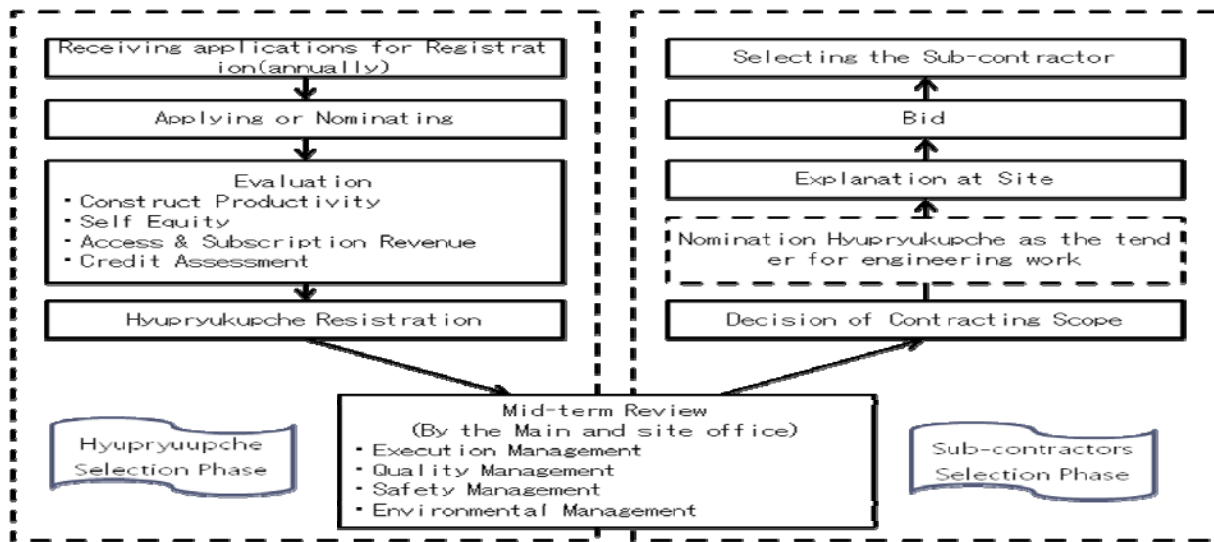 Receiving applications for Registrat
ion(annually)
Applying or Nominating
Evaluation
・Construct Productivity
・Self Equity
・Access & Subscription Revenue
・Credit Assessment
Hyupryukupche Resistration
Hyupryuupche
Selection Phase
Mid-term Review
(By the Main and site office)
・Execution Management
・Quality Management
・Safety Management
・Environmental Management
Selecting the Sub-contractor
Bid
Explanation at Site
Nomination Hyupryukupche as the tend
er for engineering work
Decision of Contracting Scope
Sub-contractors
Selection Phase